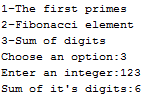 1-The first primes
2-Fibonacci element
3-Sum of digits
Choose an option:3
Enter an integer:123
Sum of it's digits:6